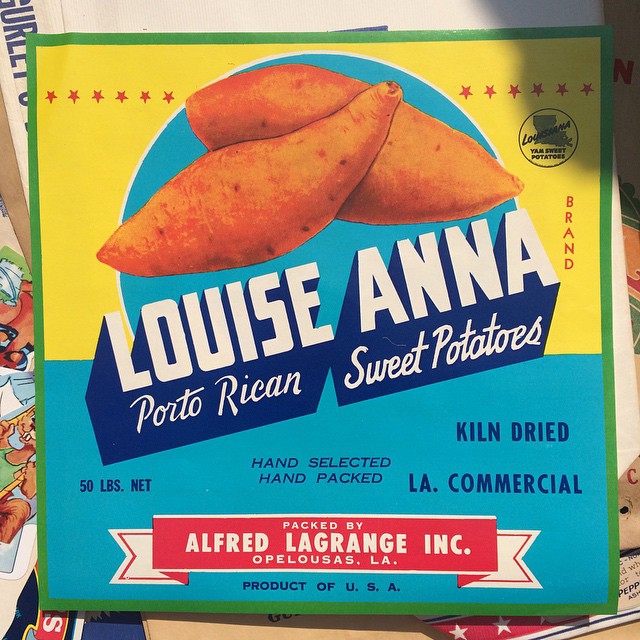 LOUISIANA
YAM SWEET
POTATOES
BRAND
LOUISE ANNA
Porto Rican Sweet Potatoes
KILN DRIED
HAND SELECTED
HAND PACKED
50 LBS. NET
LA. COMMERCIAL
PACKED BY
ALFRED LAGRANGE INC.
OPELOUSAS, LA.
PRODUCT OF U. S. A.